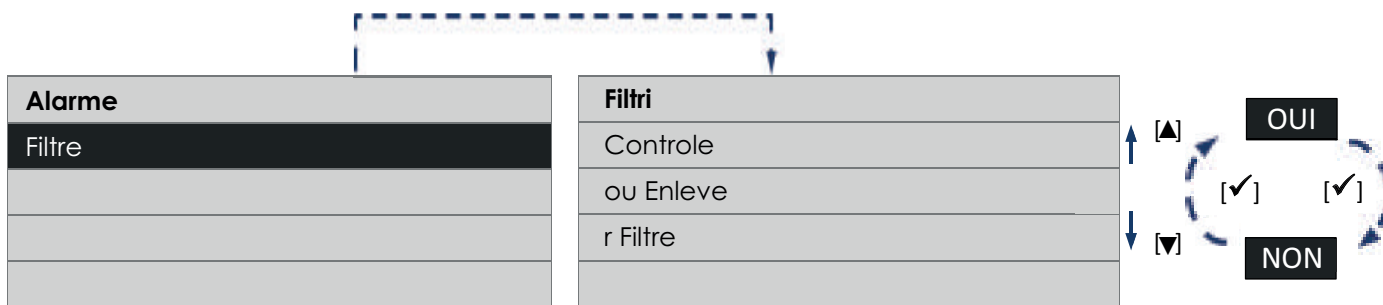 Alarme
Filtre
Filtri
Controle
ou Enleve
r Filtre
[▲]
[▼]
OUI
[✔] [✔]
NON